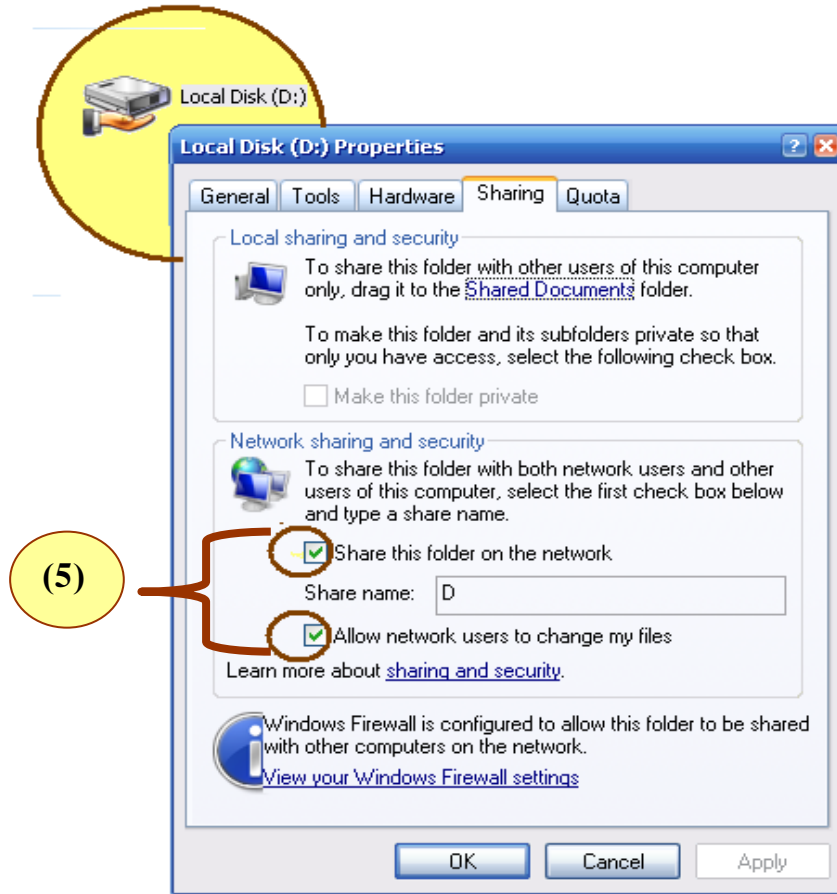 Local Disk (D:)
Local Disk (D:) Properties
General Tools Hardware Sharing Quota
Local sharing and security
To share this folder with other users of this computer
only, drag it to the Shared Documents folder.
To make this folder and its subfolders private so that
only you have access, select the following check box.
Make this folder private
Network sharing and security
To share this folder with both network users and other
users of this computer, select the first check box below
and type a share name.
Share this folder on the network
(5)
Share name: D
Allow network users to change my files
Learn more about sharing and security.
Windows Firewall is configured to allow this folder to be shared
with other computers on the network.
View your Windows Firewall settings
OK Cancel Apply